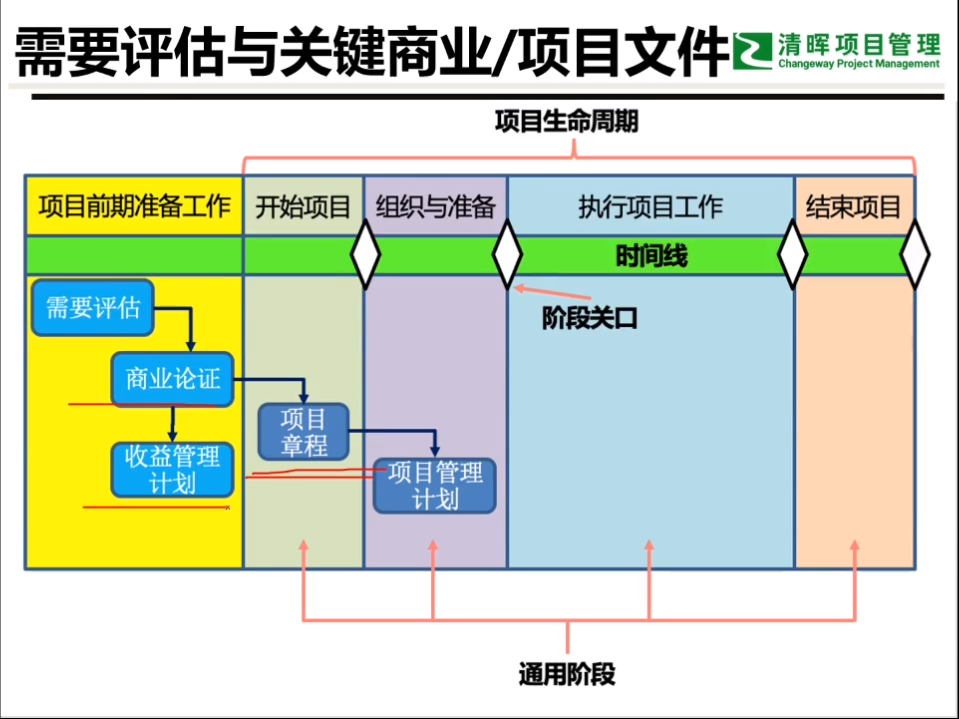 需要评估与关键商业/项目文件
清晖项目管理
Changeway Project Management
项目生命周期
项目前期准备工作
开始项目
组织与准备
执行项目工作
结束项目
时间线
需要评估
阶段关口
商业论证
项目
章程
收益管理
计划
项目管理
计划
通用阶段